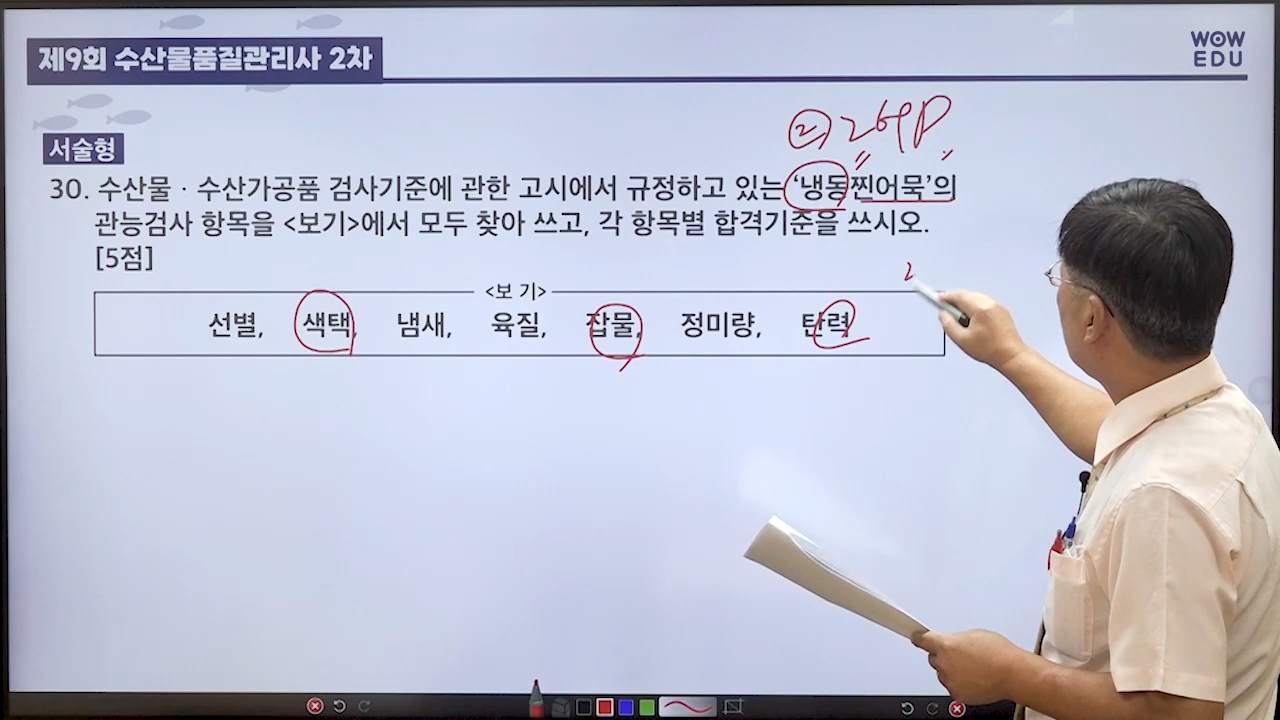 제9회 수산물품질관리사 2차
WOW
EDU
서술형
30. 수산물 · 수산가공품 검사기준에 관한 고시에서 규정하고 있는 '냉동찐어묵'의
관능검사 항목을 <보기>에서 모두 찾아 쓰고, 각 항목별 합격기준을 쓰시오.
[5점]
<보 기>
선별, 색택, 냄새, 육질, 잡물, 정미량, 탄력